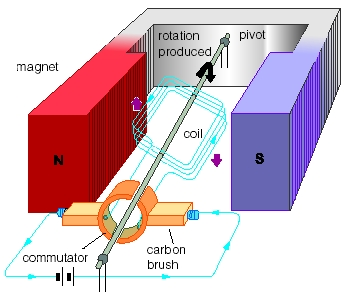 rotation
produced
pivot
magnet
coil
N
S
commutator
carbon
brush